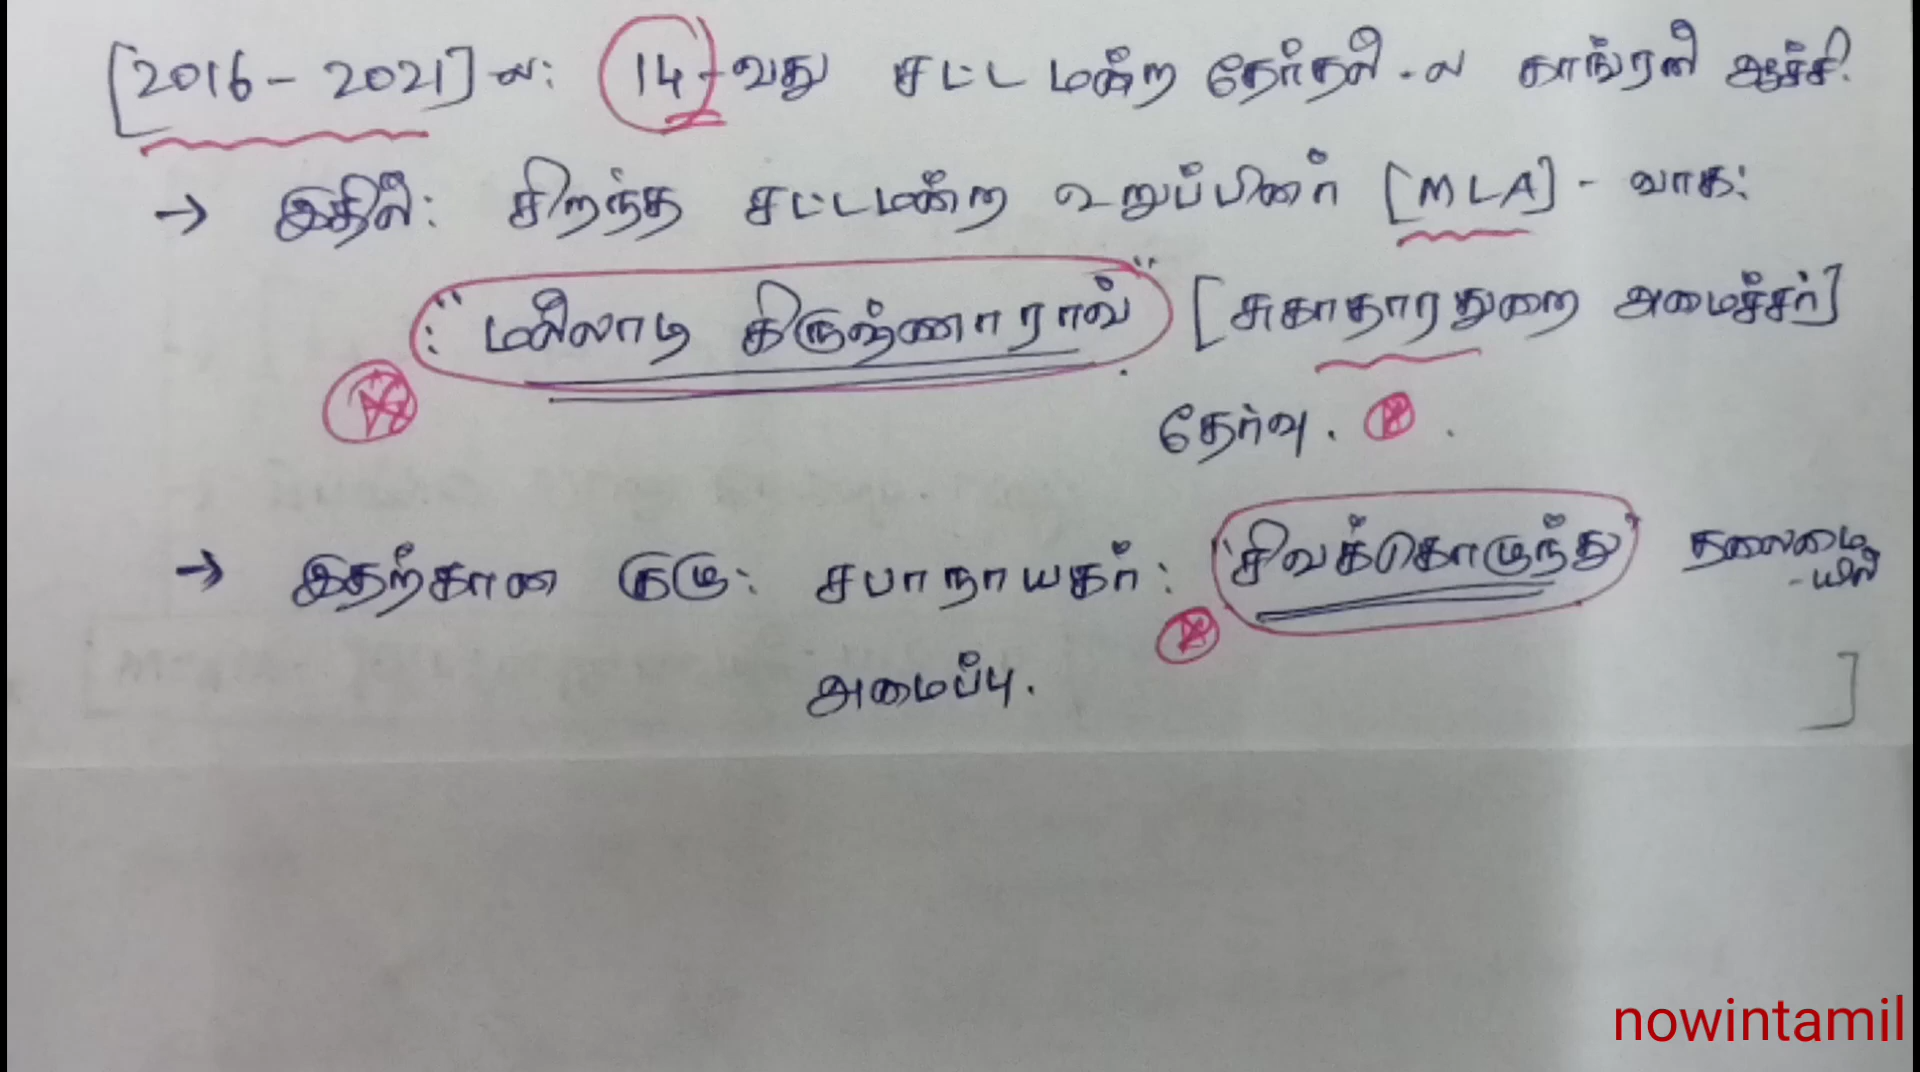 [2016 - 2021] -ல: 14-வது சட்டமன்ற தேர்தல் - ல காங்ரஸ் ஆட்சி.
→ இதில்: சிறந்த சட்டமன்ற உறுப்பினர் [MLA] - வாக:
: "மல்லாடி கிருஷ்ணாராவ்" [சுகாதாரதுறை அமைச்சர்]
தேர்வு.
→ இதற்கான குழு: சபாநாயகர்: 'சிவக்கொழுந்து' தலைமை
-யில்
அமைப்பு. ]
nowintamil